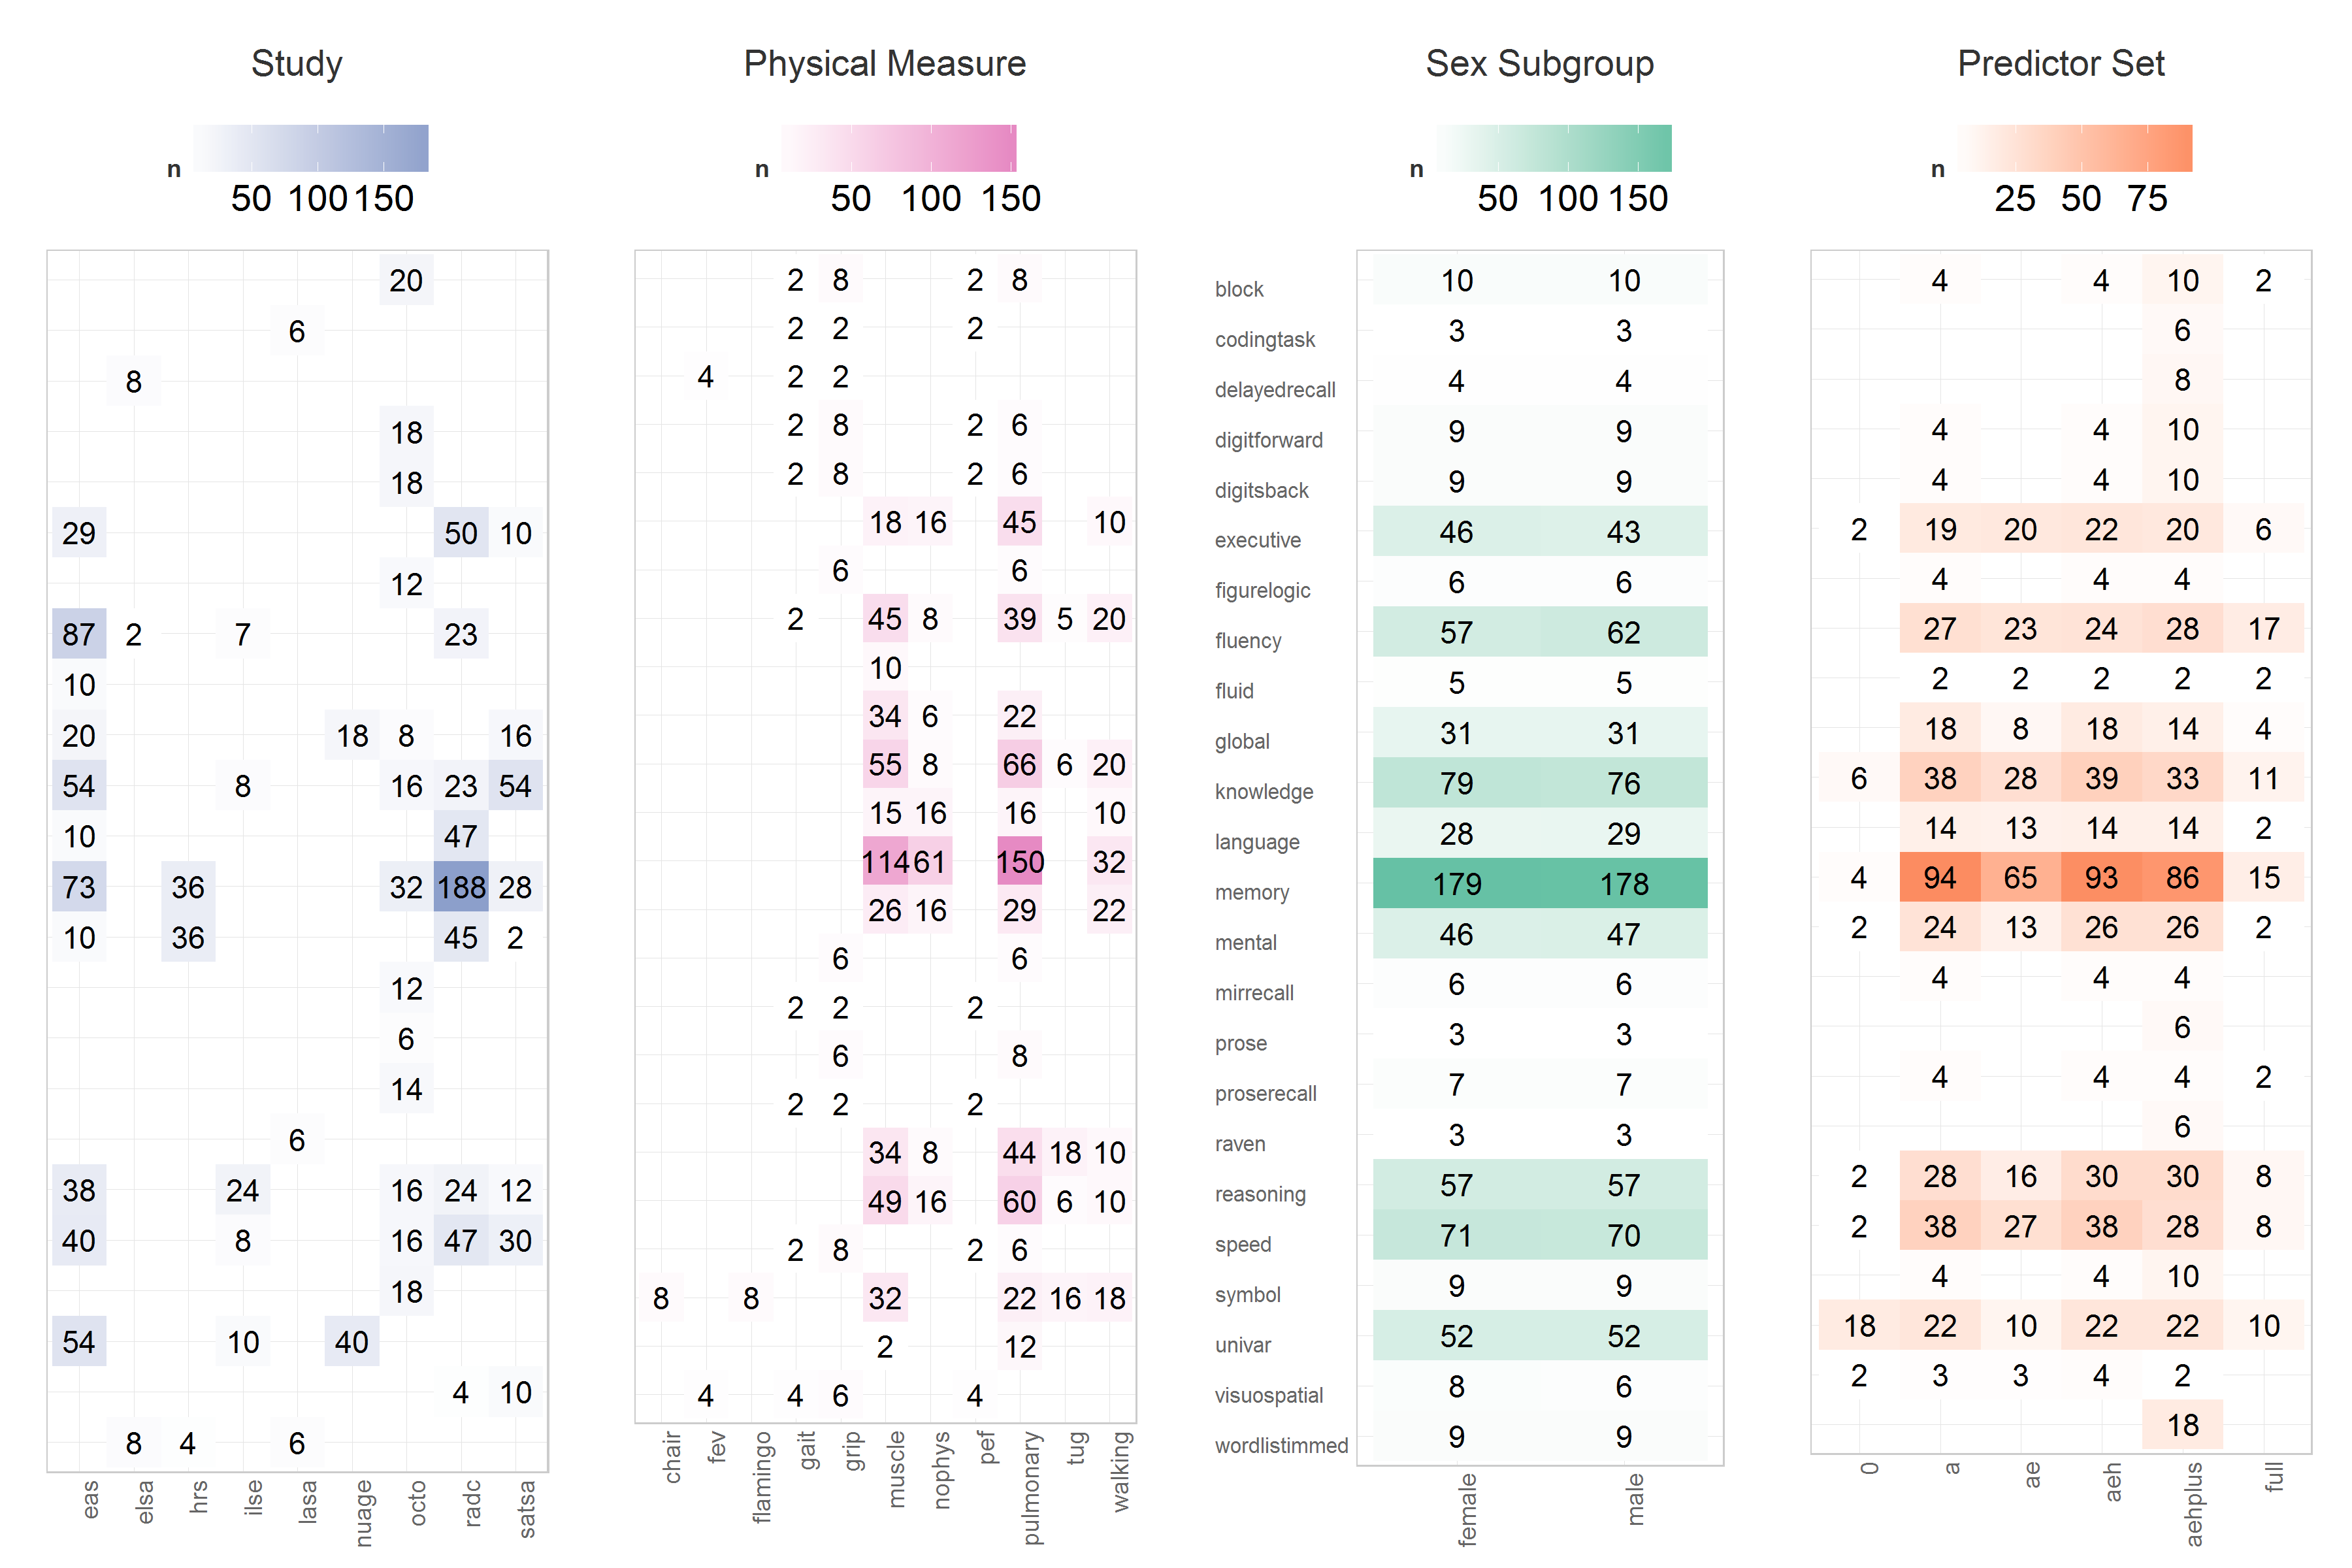 Study Physical Measure Sex Subgroup Predictor Set
n 50 100 150 n 50 100 150 n 50 100 150 n 25 50 75
20 2 8 2 8 block 10 10 4 4 10 2
6 2 2 2 codingtask 3 3 6
8 4 2 2 delayedrecall 4 4 8
18 2 8 2 6 digitforward 9 9 4 4 10
18 2 8 2 6 digitsback 9 9 4 4 10
29 50 10 18 16 45 10 executive 46 43 2 19 20 22 20 6
12 6 6 figurelogic 6 6 4 4 4
87 2 7 23 2 45 8 39 5 20 fluency 57 62 27 23 24 28 17
10 10 fluid 5 5 2 2 2 2 2
20 18 8 16 34 6 22 global 31 31 18 8 18 14 4
54 8 16 23 54 55 8 66 6 20 knowledge 79 76 6 38 28 39 33 11
10 47 15 16 16 10 language 28 29 14 13 14 14 2
73 36 32 188 28 114 61 150 32 memory 179 178 4 94 65 93 86 15
10 36 45 2 26 16 29 22 mental 46 47 2 24 13 26 26 2
12 6 6 mirrecall 6 6 4 4 4
6 2 2 2 prose 3 3 6
14 6 8 proserecall 7 7 4 4 4 2
6 2 2 2 raven 3 3 6
38 24 16 24 12 34 8 44 18 10 reasoning 57 57 2 28 16 30 30 8
40 8 16 47 30 49 16 60 6 10 speed 71 70 2 38 27 38 28 8
18 2 8 2 6 symbol 9 9 4 4 10
54 10 40 8 8 32 22 16 18 univar 52 52 18 22 10 22 22 10
4 10 2 12 visuospatial 8 6 2 3 3 4 2
8 4 6 4 4 6 4 wordlistimmed 9 9 18
eas elsa hrs ilse lasa nuage octo radc satsa chair fev flamingo gait grip muscle nophys pef pulmonary tug walking female male 0 a ae aeh aehplus full